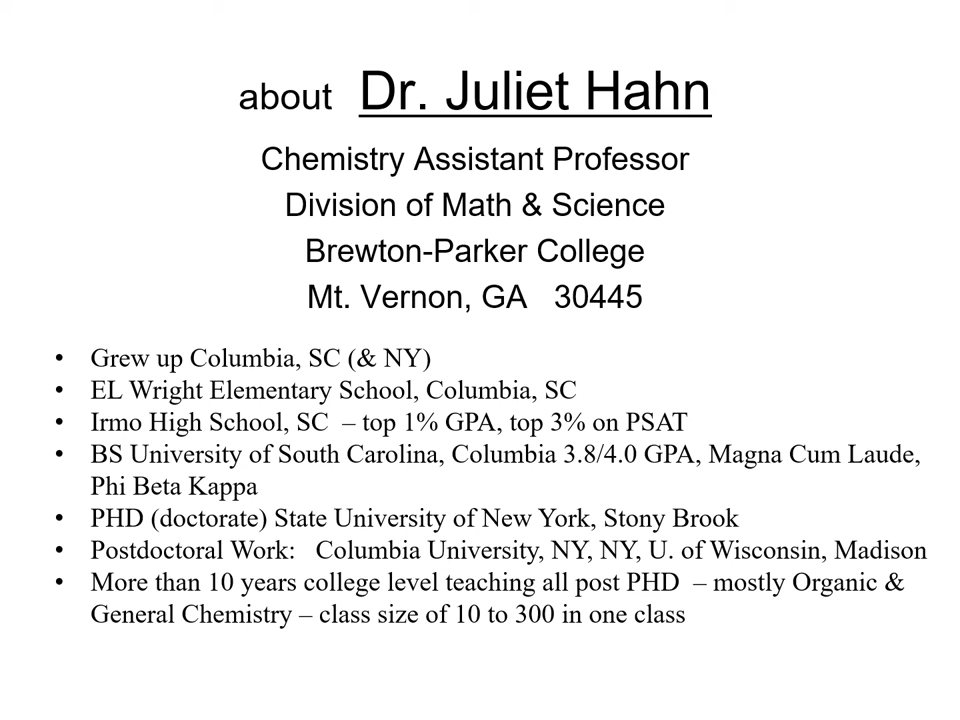 about Dr. Juliet Hahn
Chemistry Assistant Professor
Division of Math & Science
Brewton-Parker College
Mt. Vernon, GA 30445
• Grew up Columbia, SC (& NY)
• EL Wright Elementary School, Columbia, SC
• Irmo High School, SC – top 1% GPA, top 3% on PSAT
• BS University of South Carolina, Columbia 3.8/4.0 GPA, Magna Cum Laude,
Phi Beta Kappa
• PHD (doctorate) State University of New York, Stony Brook
• Postdoctoral Work: Columbia University, NY, NY, U. of Wisconsin, Madison
• More than 10 years college level teaching all post PHD – mostly Organic &
General Chemistry – class size of 10 to 300 in one class